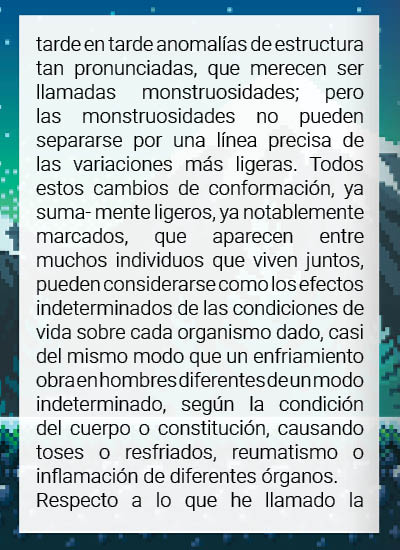 tarde en tarde anomalías de estructura
tan pronunciadas, que merecen ser
llamadas monstruosidades; pero
las monstruosidades no pueden
separarse por una línea precisa de
las variaciones más ligeras. Todos
estos cambios de conformación, ya
suma- mente ligeros, ya notablemente
marcados, que aparecen entre
muchos individuos que viven juntos,
pueden considerarse como los efectos
indeterminados de las condiciones de
vida sobre cada organismo dado, casi
del mismo modo que un enfriamiento
obra en hombres diferentes de un modo
indeterminado, según la condición
del cuerpo o constitución, causando
toses o resfriados, reumatismo o
inflamación de diferentes órganos.
Respecto a lo que he llamado la